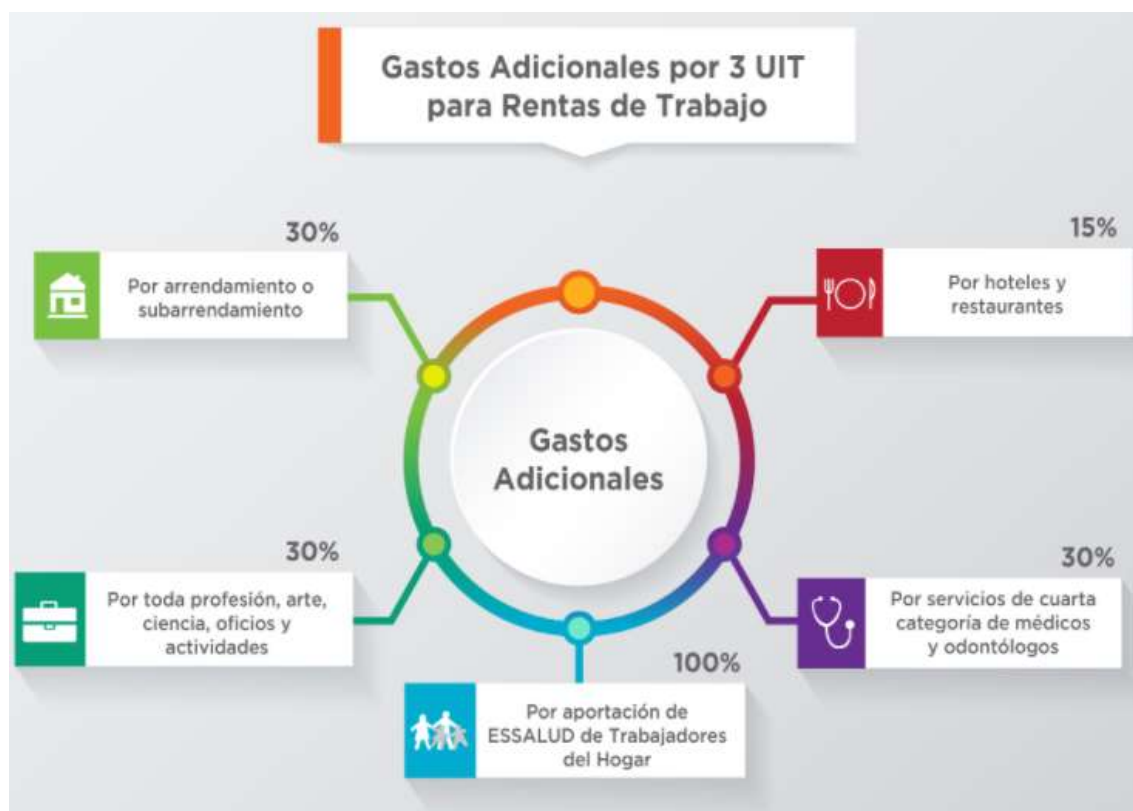 Gastos Adicionales por 3 UIT
para Rentas de Trabajo
30%
Por arrendamiento o
subarrendamiento
15%
Por hoteles y
restaurantes
Gastos
Adicionales
30%
Por toda profesión, arte,
ciencia, oficios y
actividades
30%
Por servicios de cuarta
categoría de médicos
y odontólogos
100%
Por aportación de
ESSALUD de Trabajadores
del Hogar